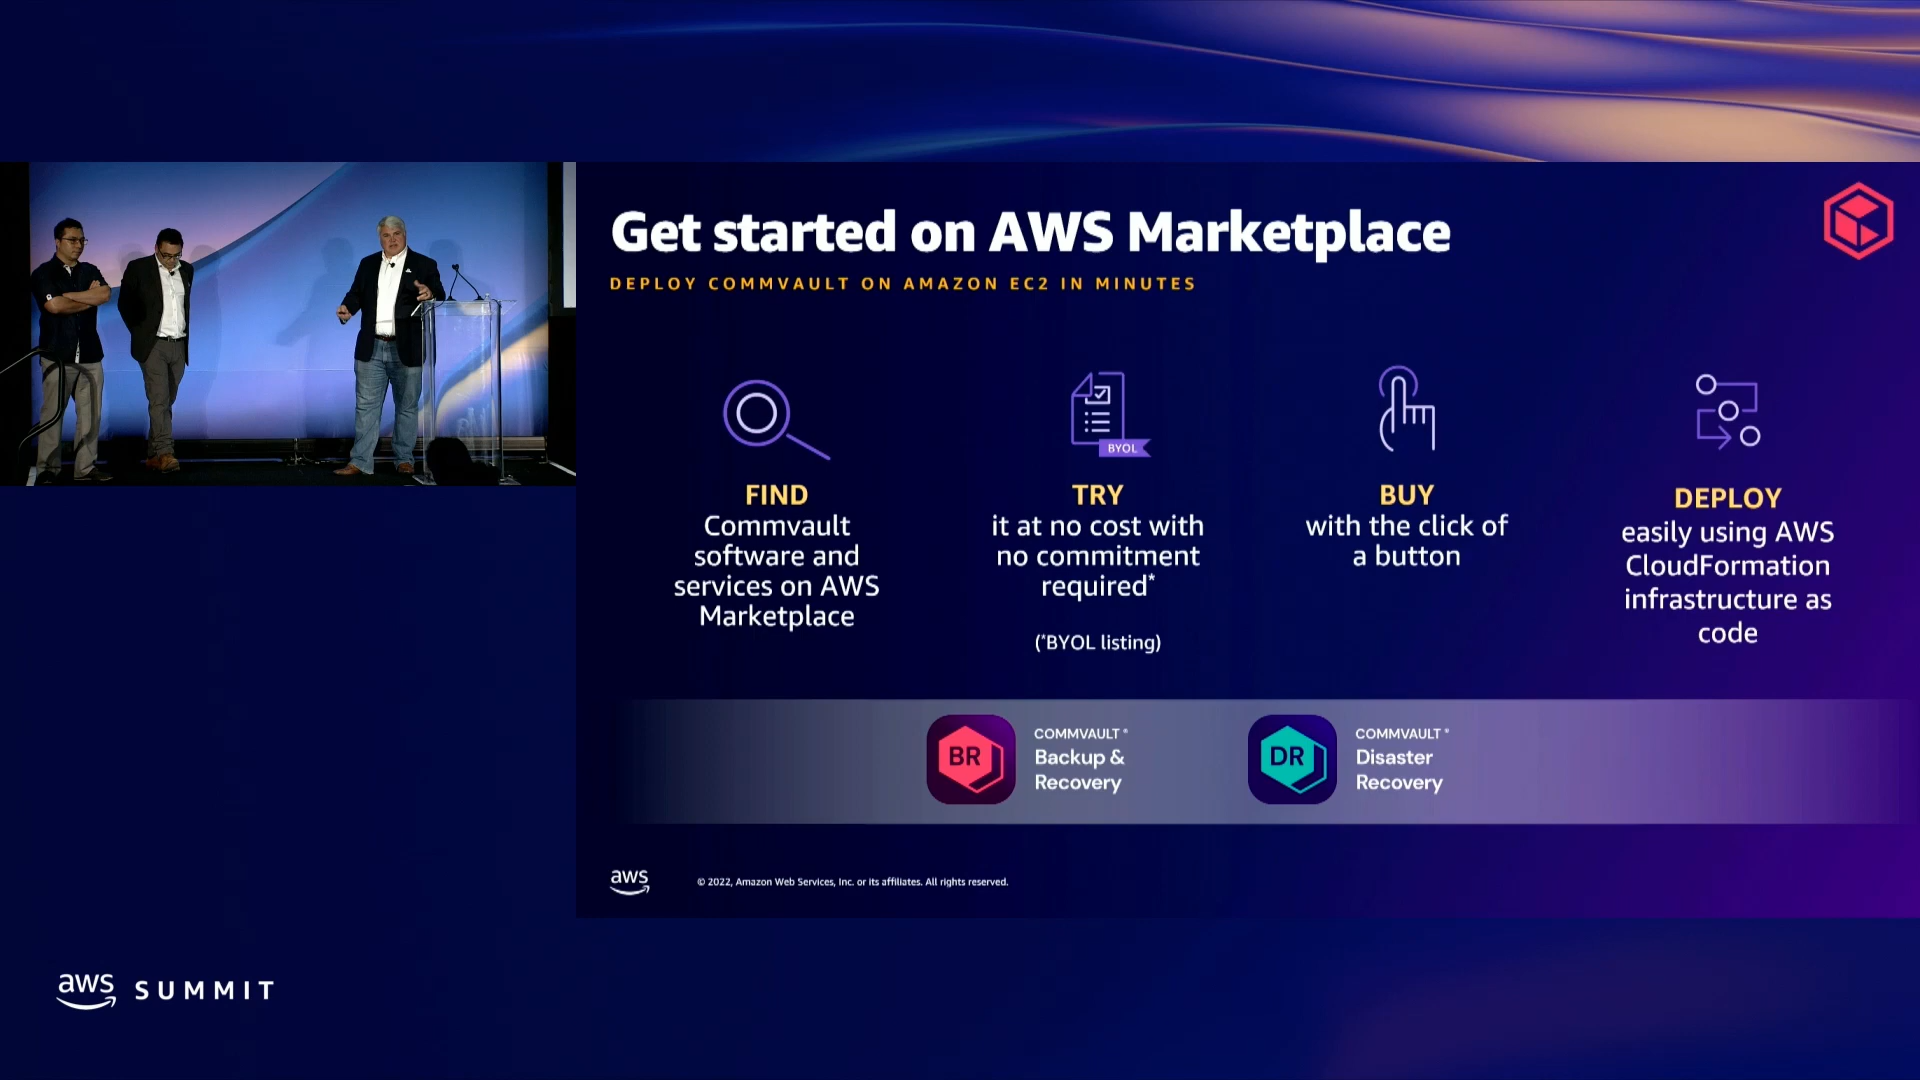 Get started on AWS Marketplace
DEPLOY COMMVAULT ON AMAZON EC2 IN MINUTES
BYOL
FIND
Commvault
software and
services on AWS
Marketplace
TRY
it at no cost with
no commitment
required*
(*BYOL listing)
BUY
with the click of
a button
DEPLOY
easily using AWS
CloudFormation
infrastructure as
code
BR
COMMVAULT®
Backup &
Recovery
DR
COMMVAULT®
Disaster
Recovery
aws
© 2022, Amazon Web Services, Inc. or its affiliates. All rights reserved.
aws SUMMIT